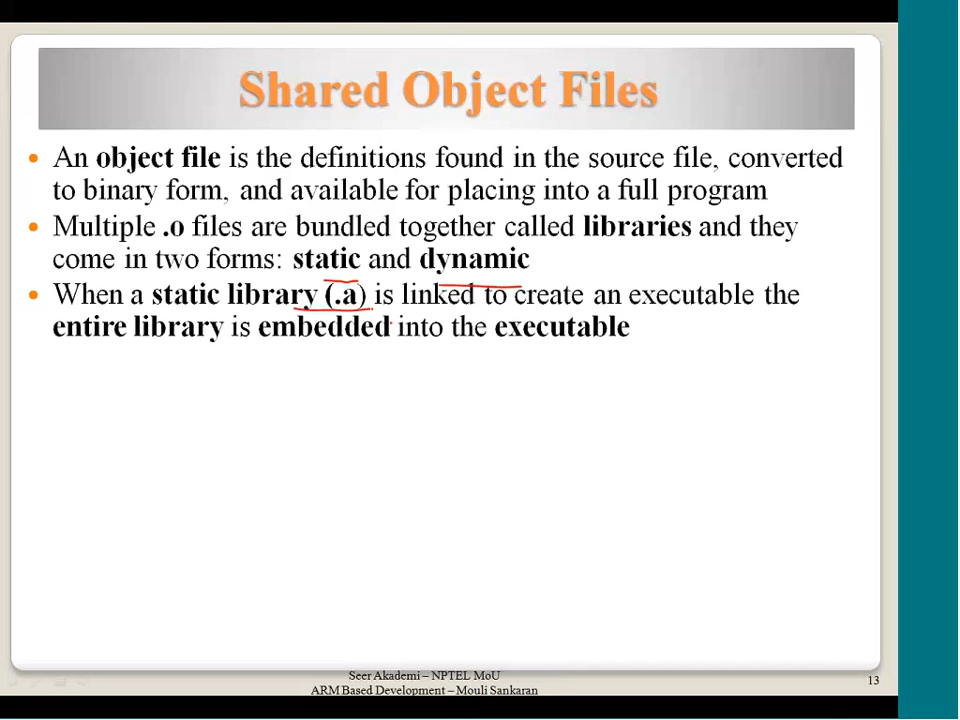 Shared Object Files
• An object file is the definitions found in the source file, converted
to binary form, and available for placing into a full program
• Multiple .o files are bundled together called libraries and they
come in two forms: static and dynamic
• When a static library (.a) is linked to create an executable the
entire library is embedded into the executable
Seer Akademi – NPTEL MoU
ARM Based Development – Mouli Sankaran
13